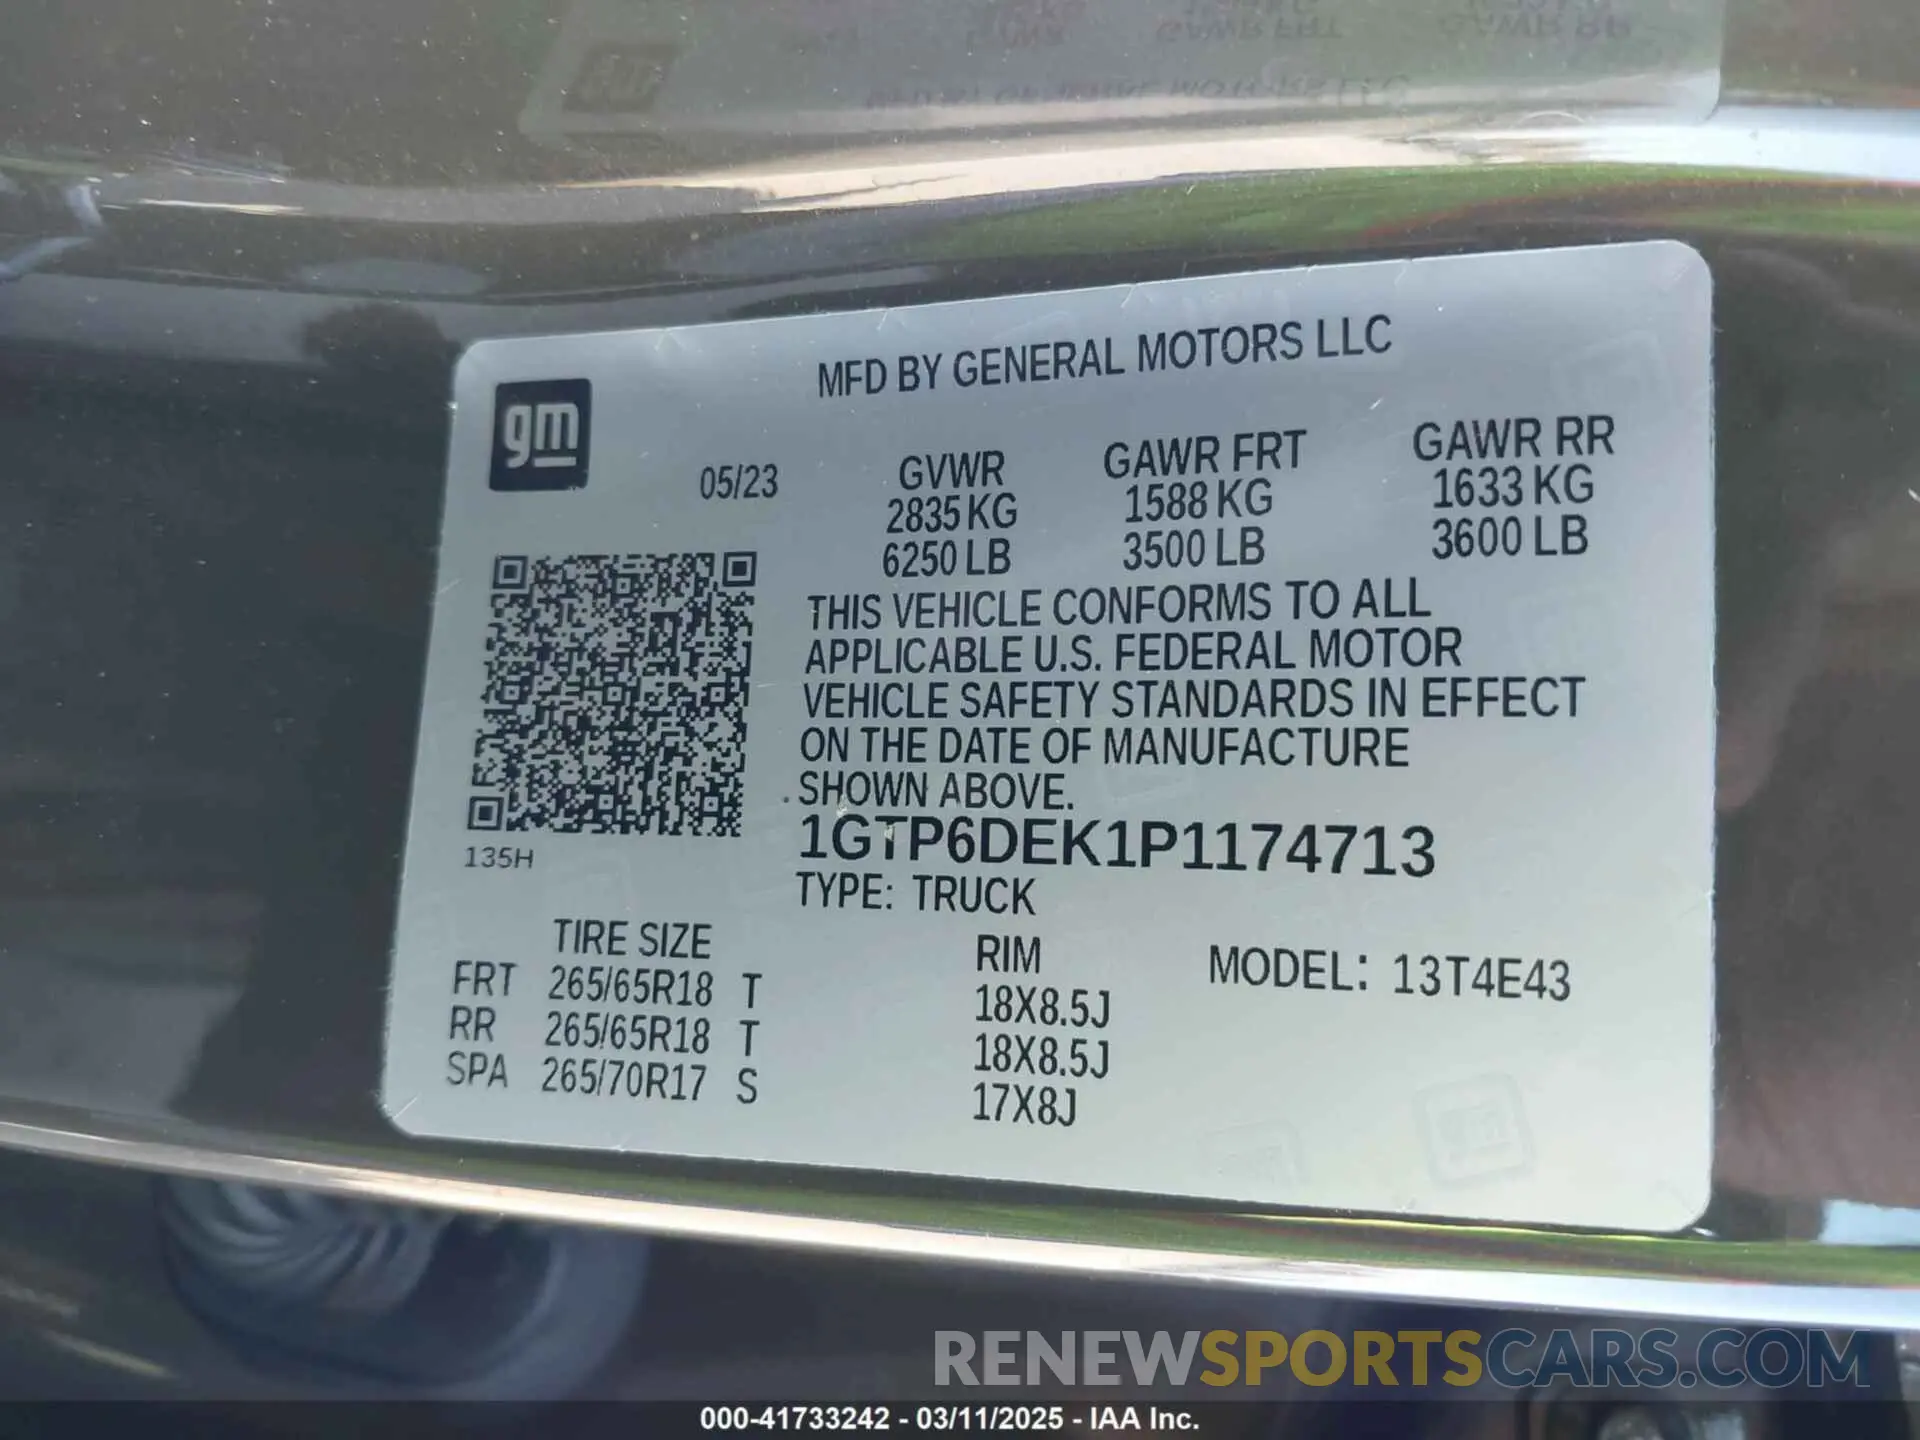 MFD BY GENERAL MOTORS LLC
gm
05/23
GVWR GAWR FRT GAWR RR
2835 KG 1588 KG 1633 KG
6250 LB 3500 LB 3600 LB
THIS VEHICLE CONFORMS TO ALL
APPLICABLE U.S. FEDERAL MOTOR
VEHICLE SAFETY STANDARDS IN EFFECT
ON THE DATE OF MANUFACTURE
SHOWN ABOVE.
1GTP6DEK1P1174713
135H
TYPE: TRUCK
TIRE SIZE RIM MODEL: 13T4E43
FRT 265/65R18 T 18X8.5J
RR 265/65R18 T 18X8.5J
SPA 265/70R17 S 17X8J
RENEWSPORTSCARS.COM
000-41733242 - 03/11/2025 - IAA Inc.